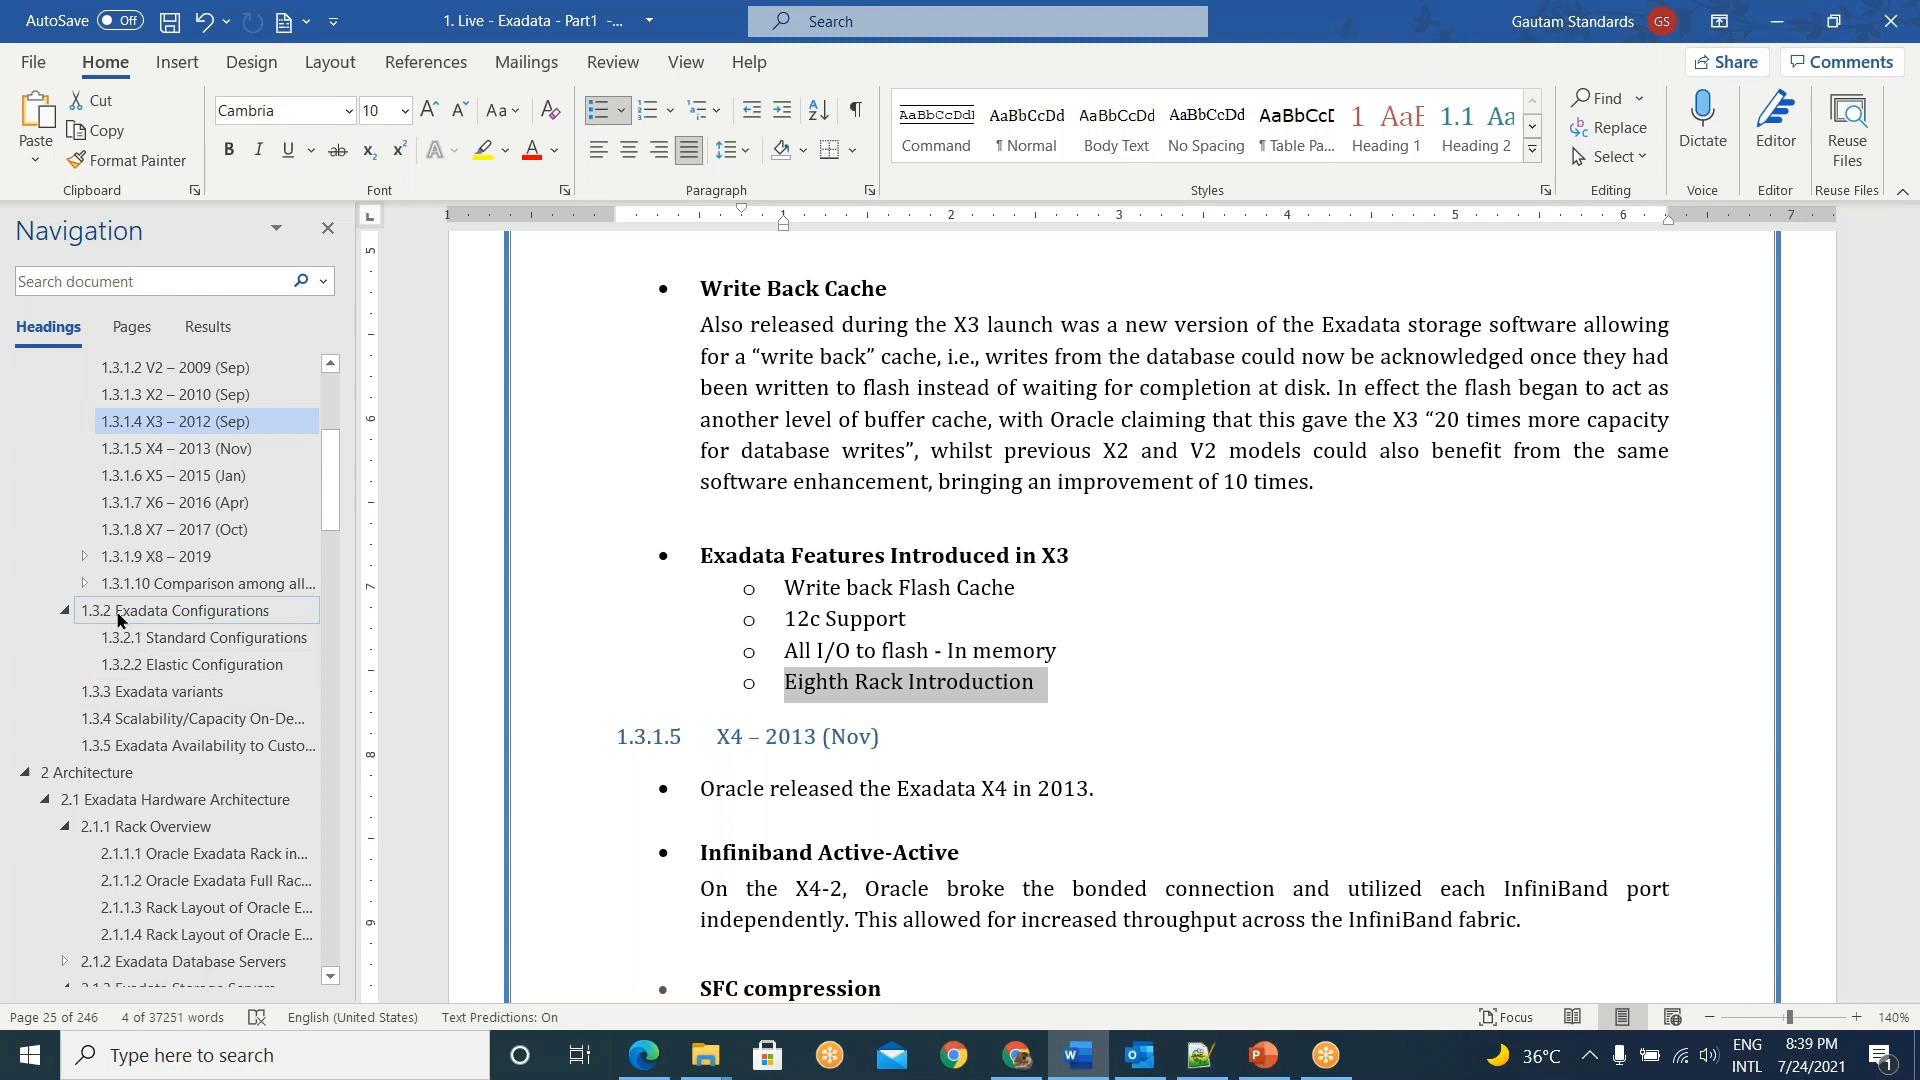 AutoSave Off 1. Live - Exadata - Part1 -... Search Gautam Standards GS
File Home Insert Design Layout References Mailings Review View Help Share Comments
Paste Cut Copy Format Painter Clipboard
Cambria 10 Aa
B I U ab x₂ x² A A Font
Paragraph
AaBbCcDdI AaBbCcDd AaBbCcDd AaBbCcDd AaBbCcD 1 AaB 1.1 Aa
Command ¶ Normal Body Text No Spacing ¶ Table Pa... Heading 1 Heading 2
Styles
Find Replace Select Editing
Dictate Voice
Editor Editor
Reuse Files Reuse Files
Navigation
Search document
Headings Pages Results
1.3.1.2 V2 – 2009 (Sep)
1.3.1.3 X2 – 2010 (Sep)
1.3.1.4 X3 – 2012 (Sep)
1.3.1.5 X4 – 2013 (Nov)
1.3.1.6 X5 – 2015 (Jan)
1.3.1.7 X6 – 2016 (Apr)
1.3.1.8 X7 – 2017 (Oct)
1.3.1.9 X8 – 2019
1.3.1.10 Comparison among all...
1.3.2 Exadata Configurations
1.3.2.1 Standard Configurations
1.3.2.2 Elastic Configuration
1.3.3 Exadata variants
1.3.4 Scalability/Capacity On-De...
1.3.5 Exadata Availability to Custo...
2 Architecture
2.1 Exadata Hardware Architecture
2.1.1 Rack Overview
2.1.1.1 Oracle Exadata Rack in...
2.1.1.2 Oracle Exadata Full Rac...
2.1.1.3 Rack Layout of Oracle E...
2.1.1.4 Rack Layout of Oracle E...
2.1.2 Exadata Database Servers
1 1 2 3 4 5 6 7
5
6
7
8
9
• Write Back Cache
Also released during the X3 launch was a new version of the Exadata storage software allowing
for a “write back” cache, i.e., writes from the database could now be acknowledged once they had
been written to flash instead of waiting for completion at disk. In effect the flash began to act as
another level of buffer cache, with Oracle claiming that this gave the X3 “20 times more capacity
for database writes”, whilst previous X2 and V2 models could also benefit from the same
software enhancement, bringing an improvement of 10 times.
• Exadata Features Introduced in X3
o Write back Flash Cache
o 12c Support
o All I/O to flash - In memory
o Eighth Rack Introduction
1.3.1.5 X4 – 2013 (Nov)
• Oracle released the Exadata X4 in 2013.
• Infiniband Active-Active
On the X4-2, Oracle broke the bonded connection and utilized each InfiniBand port
independently. This allowed for increased throughput across the InfiniBand fabric.
• SFC compression
Page 25 of 246 4 of 37251 words English (United States) Text Predictions: On Focus 140%
Type here to search 36°C ENG INTL 8:39 PM 7/24/2021 1